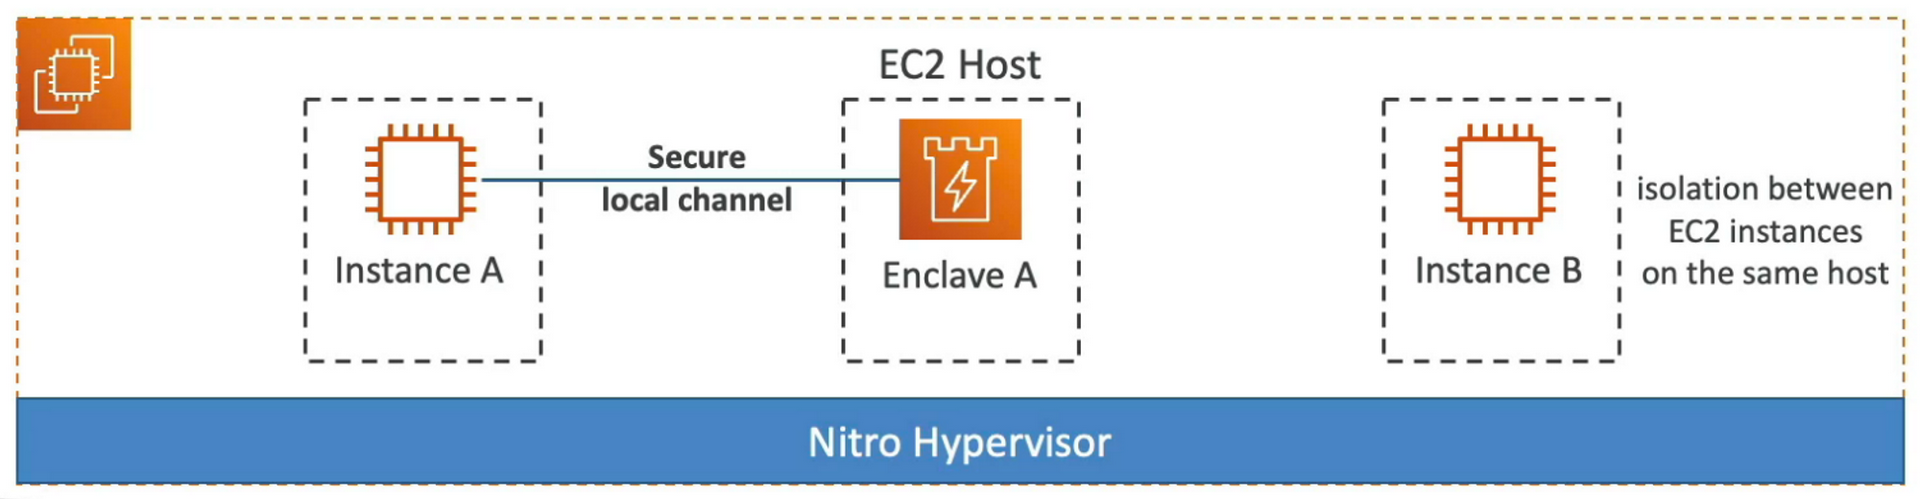 EC2 Host
Secure
local channel
Instance A
Enclave A
Instance B
isolation between
EC2 instances
on the same host
Nitro Hypervisor